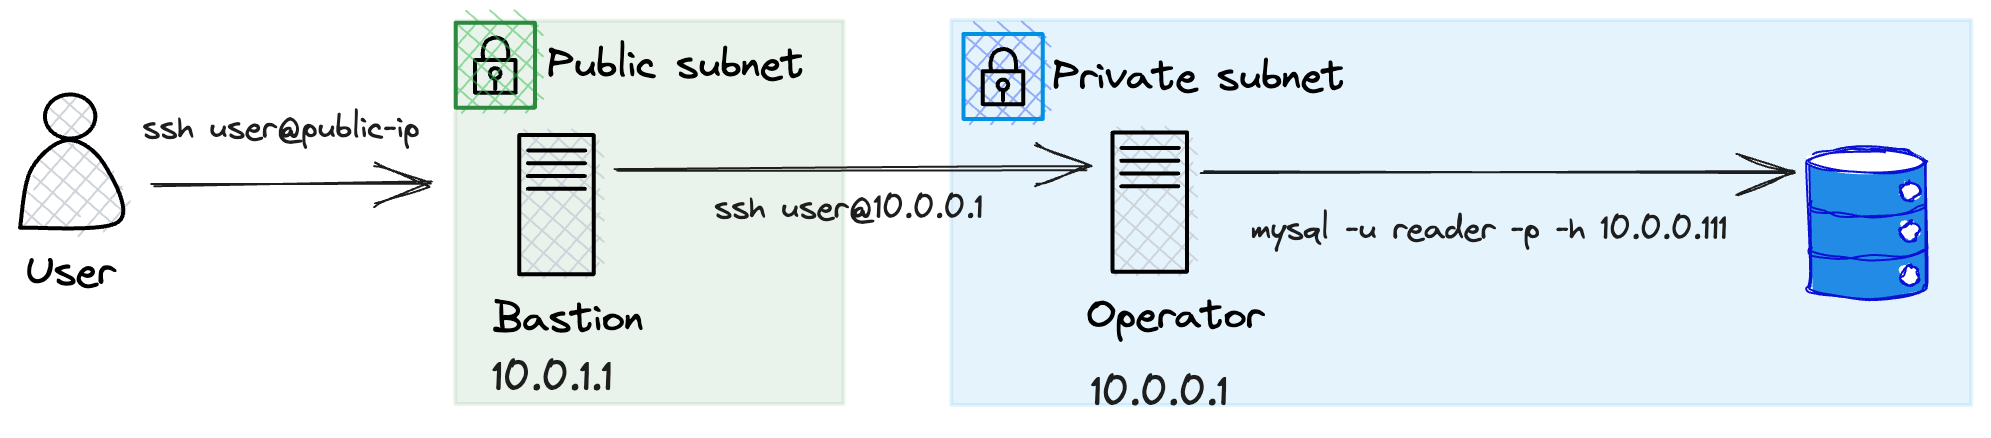 Public subnet
Private subnet
ssh user@public-ip
ssh user@10.0.0.1
mysql -u reader -p -h 10.0.0.111
User
Bastion
10.0.1.1
Operator
10.0.0.1